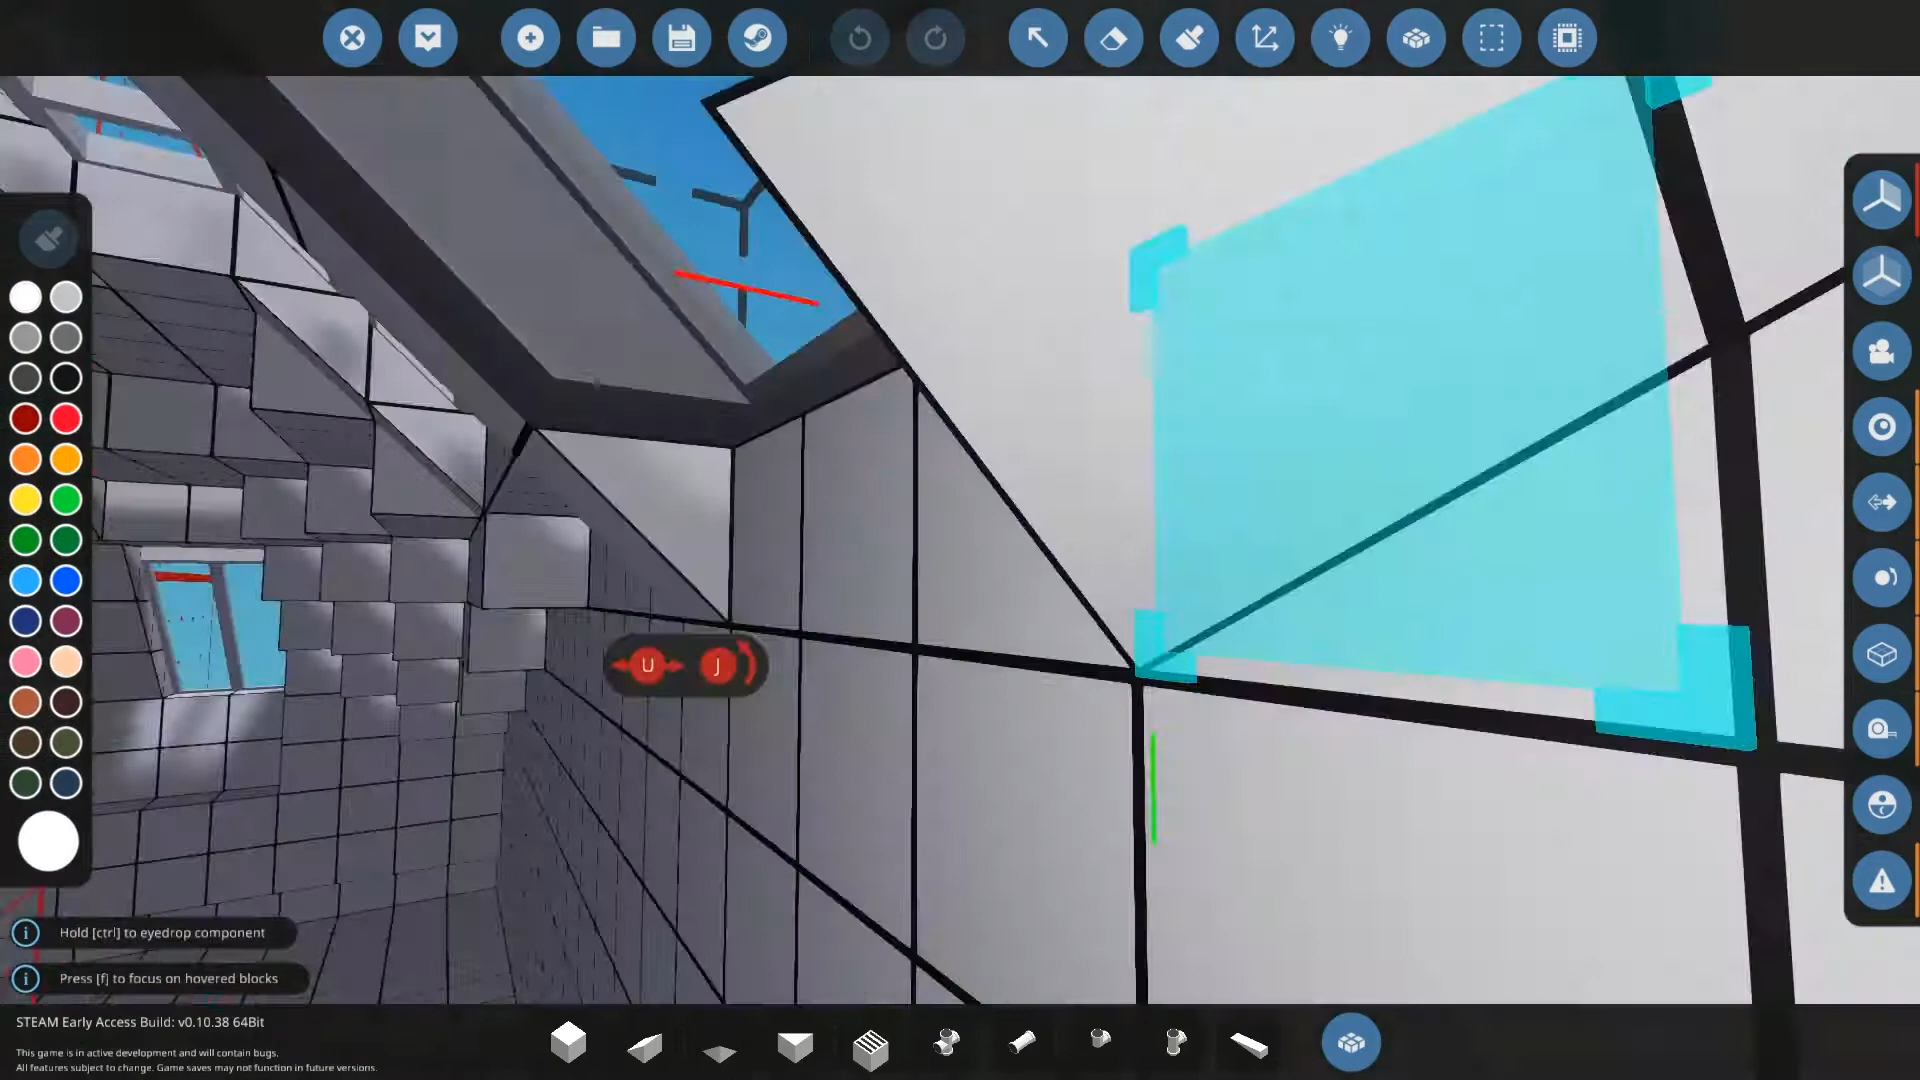 U J
Hold [ctrl] to eyedrop component
Press [f] to focus on hovered blocks
STEAM Early Access Build: v0.10.38 64Bit
This game is in active development and will contain bugs.
All features subject to change. Game saves may not function in future versions.